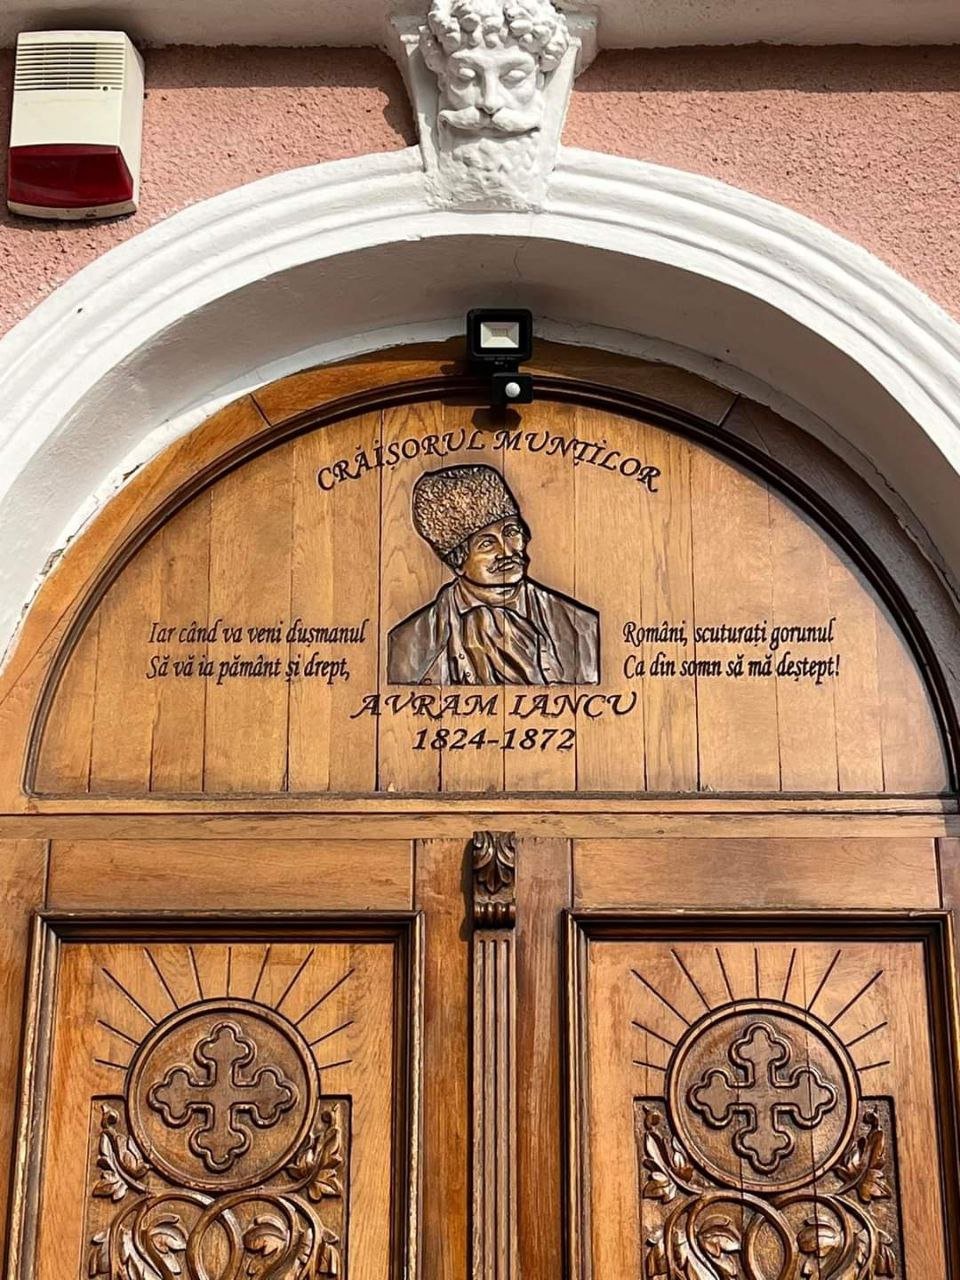 CRĂIȘORUL MUNȚILOR
Iar când va veni dușmanul
Să vă ia pământ și drept,
Români, scuturați gorunul
Ca din somn să mă deștept!
AVRAM IANCU
1824-1872